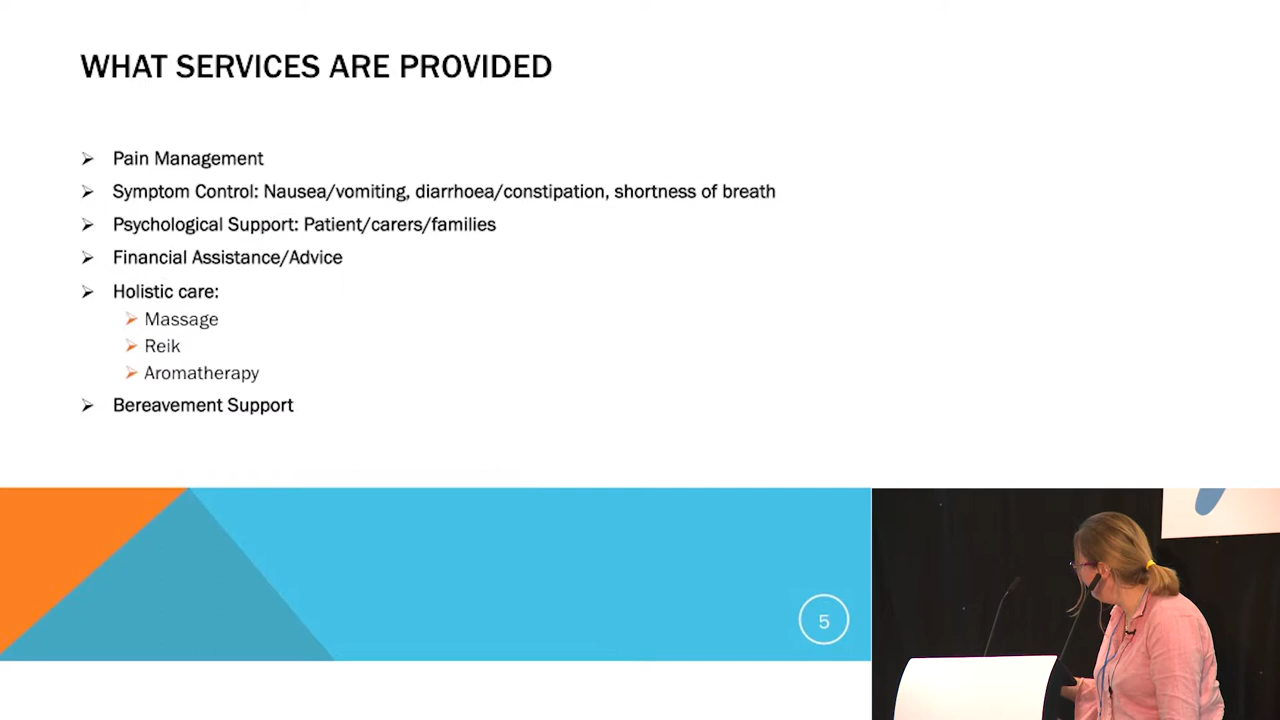 WHAT SERVICES ARE PROVIDED
Pain Management
Symptom Control: Nausea/vomiting, diarrhoea/constipation, shortness of breath
Psychological Support: Patient/carers/families
Financial Assistance/Advice
Holistic care:
Massage
Reik
Aromatherapy
Bereavement Support
5